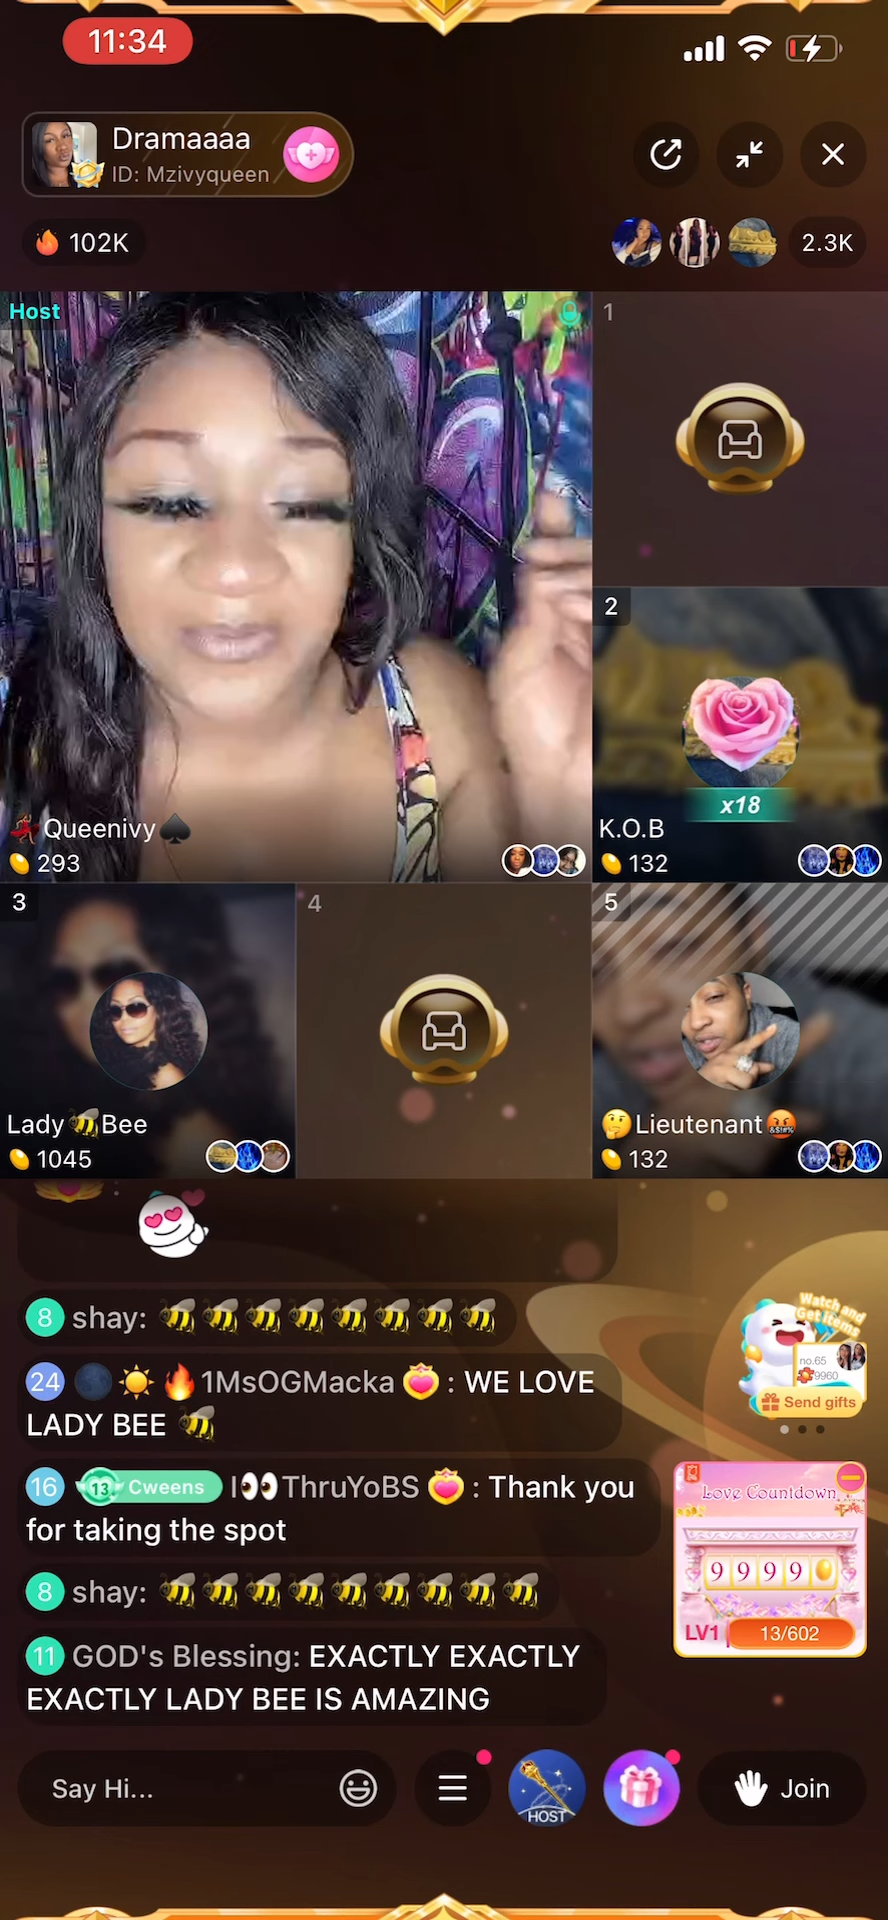 11:34
Dramaaaa
ID: Mzivyqueen
102K
2.3K
Host
1
2
x18
💃Queenivy♠️
K.O.B
293
132
3
4
5
Lady🐝Bee
🤔Lieutenant🤬
1045
132
8 shay: 🐝🐝🐝🐝🐝🐝🐝🐝
24 🌑☀️🔥1MsOGMacka : WE LOVE
LADY BEE 🐝
16 13 Cweens I👀ThruYoBS : Thank you
for taking the spot
8 shay: 🐝🐝🐝🐝🐝🐝🐝🐝🐝
11 GOD's Blessing: EXACTLY EXACTLY
EXACTLY LADY BEE IS AMAZING
Watch and
Get Items
no.65
9960
Send gifts
Love Countdown
9 9 9 9
LV1 13/602
Say Hi...
HOST
Join